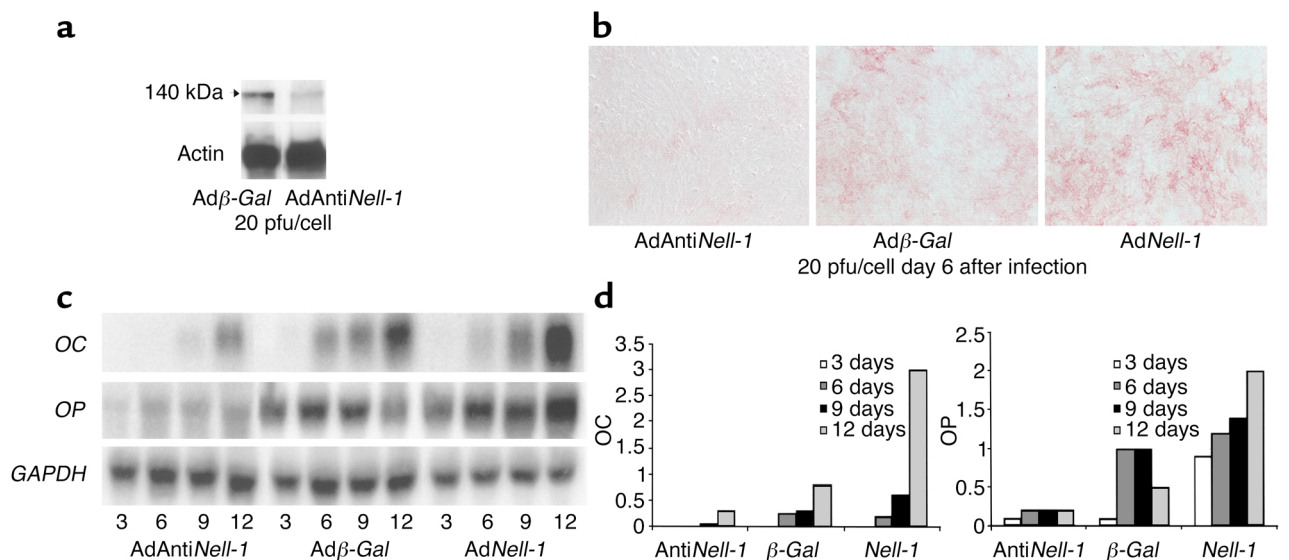 a
140 kDa
Actin
Adβ-Gal AdAntiNell-1
20 pfu/cell
b
AdAntiNell-1 Adβ-Gal AdNell-1
20 pfu/cell day 6 after infection
c
OC
OP
GAPDH
3 6 9 12 3 6 9 12 3 6 9 12
AdAntiNell-1 Adβ-Gal AdNell-1
d
OC
3.5
3
2.5
2
1.5
1
0.5
0
3 days
6 days
9 days
12 days
AntiNell-1 β-Gal Nell-1
OP
2.5
2
1.5
1
0.5
0
3 days
6 days
9 days
12 days
AntiNell-1 β-Gal Nell-1